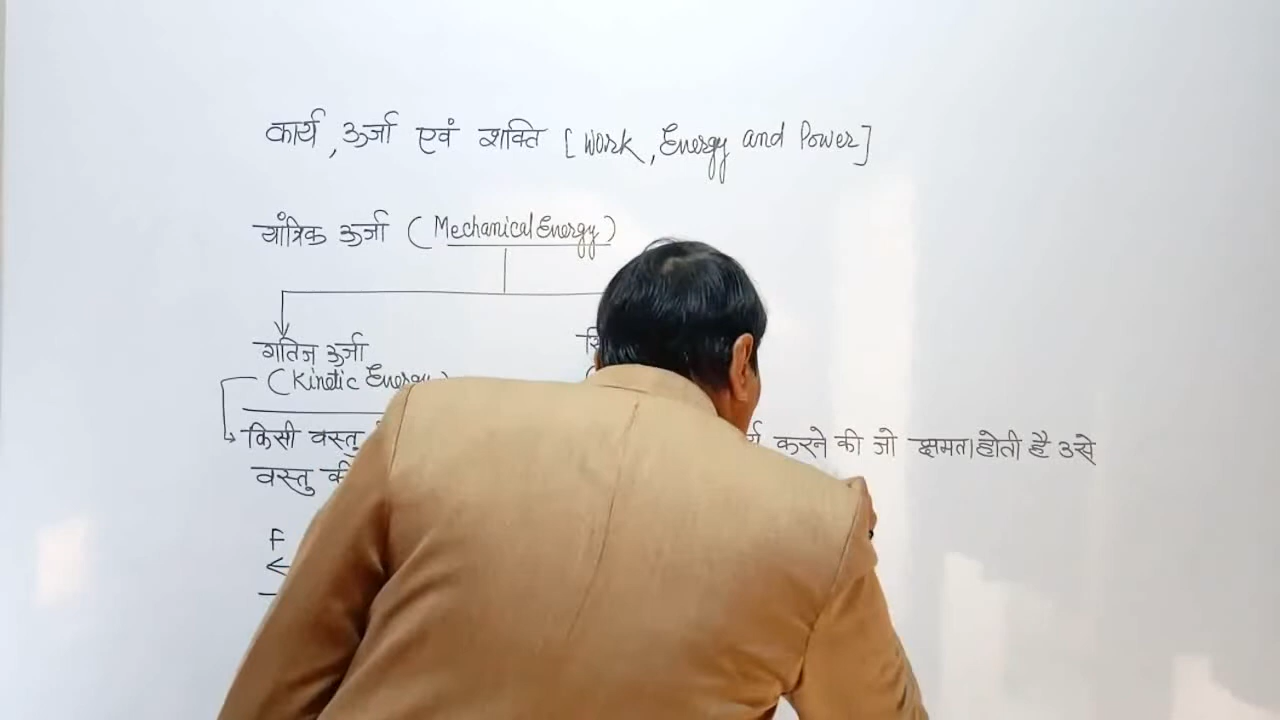 कार्य, ऊर्जा एवं शक्ति [Work, Energy and Power]
यांत्रिक ऊर्जा (Mechanical Energy)
गतिज ऊर्जा
(Kinetic Energy
किसी वस्तु करने की जो क्षमता होती है उसे
वस्तु की
F